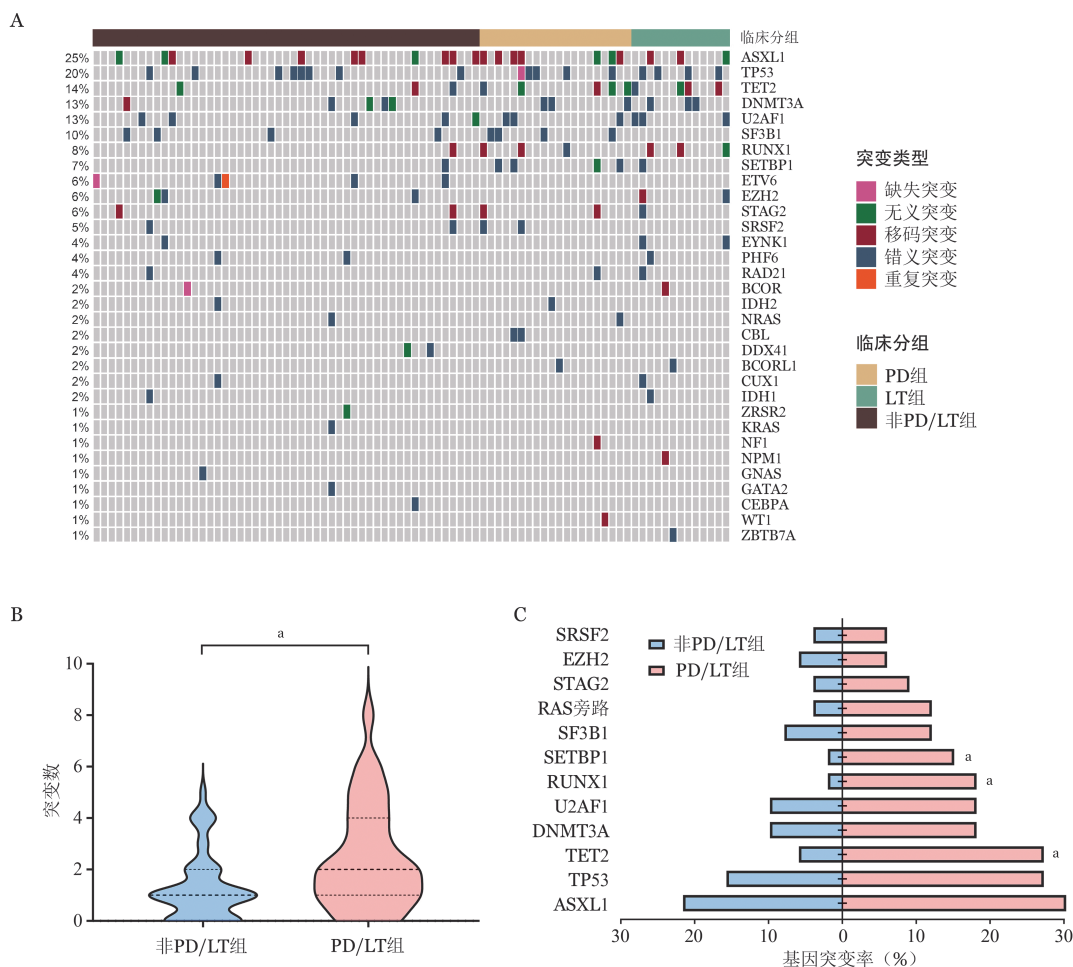 A
临床分组
25% ASXL1
20% TP53
14% TET2
13% DNMT3A
13% U2AF1
10% SF3B1
8% RUNX1
7% SETBP1
6% ETV6
6% EZH2
6% STAG2
5% SRSF2
4% EYNK1
4% PHF6
4% RAD21
2% BCOR
2% IDH2
2% NRAS
2% CBL
2% DDX41
2% BCORL1
2% CUX1
2% IDH1
1% ZRSR2
1% KRAS
1% NF1
1% NPM1
1% GNAS
1% GATA2
1% CEBPA
1% WT1
1% ZBTB7A
突变类型
缺失突变
无义突变
移码突变
错义突变
重复突变
临床分组
PD组
LT组
非PD/LT组
B
a
10
8
6
4
2
0
突变数
非PD/LT组 PD/LT组
C
非PD/LT组
PD/LT组
SRSF2
EZH2
STAG2
RAS旁路
SF3B1
SETBP1 a
RUNX1 a
U2AF1
DNMT3A
TET2 a
TP53
ASXL1
30 20 10 0 10 20 30
基因突变率（%）